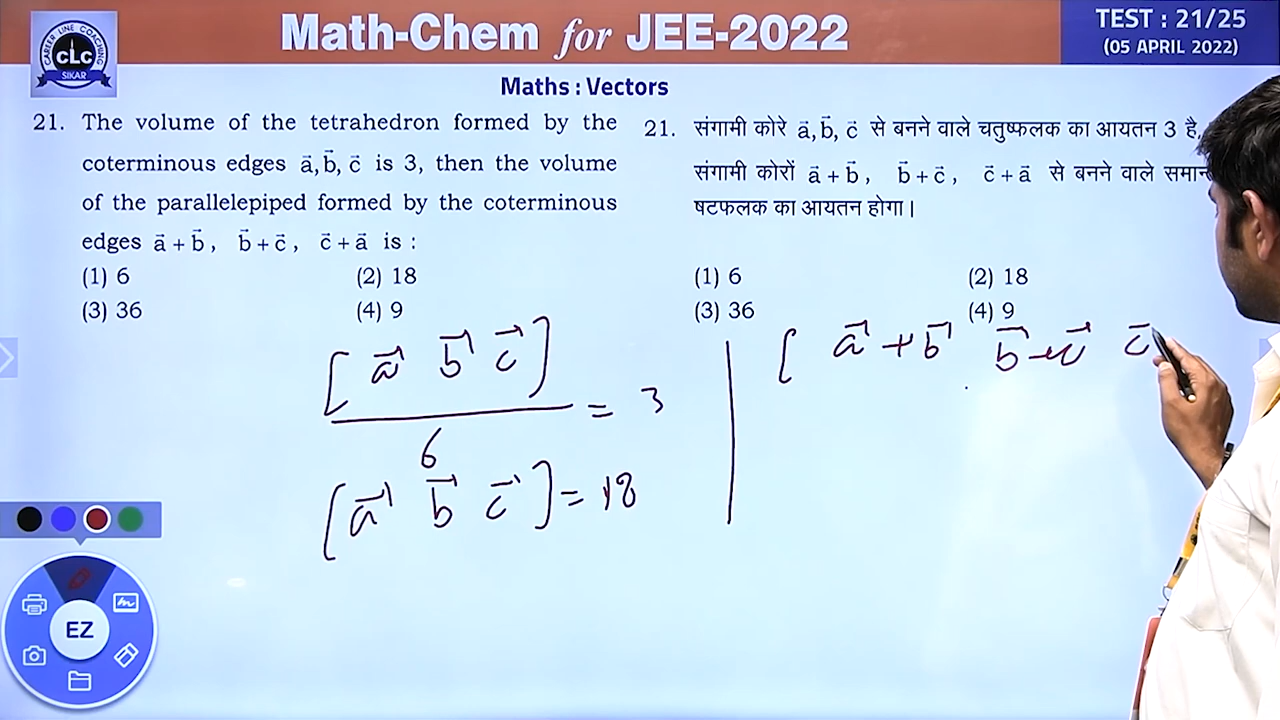 CAREER LINE COACHING
CLC
SIKAR
Math-Chem for JEE-2022
TEST : 21/25
(05 APRIL 2022)
Maths : Vectors
21. The volume of the tetrahedron formed by the
coterminous edges a⃗, b⃗, c⃗ is 3, then the volume
of the parallelepiped formed by the coterminous
edges a⃗ + b⃗, b⃗ + c⃗, c⃗ + a⃗ is :
(1) 6 (2) 18
(3) 36 (4) 9
21. संगामी कोरे a⃗, b⃗, c⃗ से बनने वाले चतुष्फलक का आयतन 3 है,
संगामी कोरों a⃗ + b⃗, b⃗ + c⃗, c⃗ + a⃗ से बनने वाले समान
षटफलक का आयतन होगा।
(1) 6 (2) 18
(3) 36 (4) 9
[a⃗ b⃗ c⃗]
6
= 3
[a⃗ b⃗ c⃗] = 18
[ a⃗ + b⃗ b⃗ + c⃗ c⃗
EZ